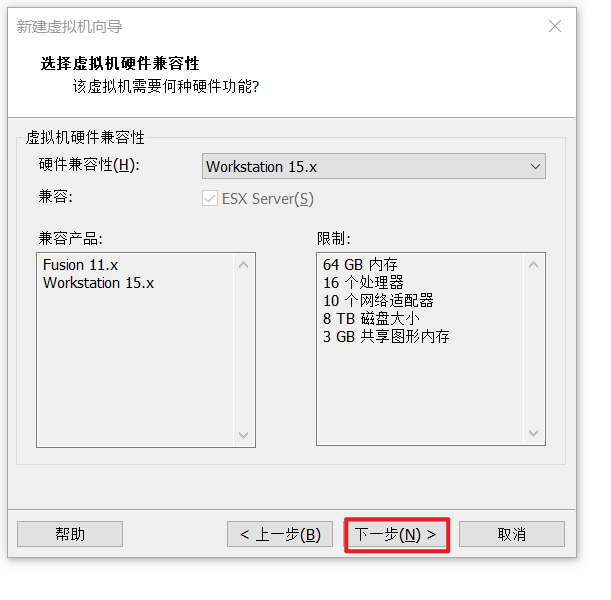 新建虚拟机向导
选择虚拟机硬件兼容性
该虚拟机需要何种硬件功能?
虚拟机硬件兼容性
硬件兼容性(H):
Workstation 15.x
兼容:
ESX Server(S)
兼容产品:
Fusion 11.x
Workstation 15.x
限制:
64 GB 内存
16 个处理器
10 个网络适配器
8 TB 磁盘大小
3 GB 共享图形内存
帮助
< 上一步(B)
下一步(N) >
取消